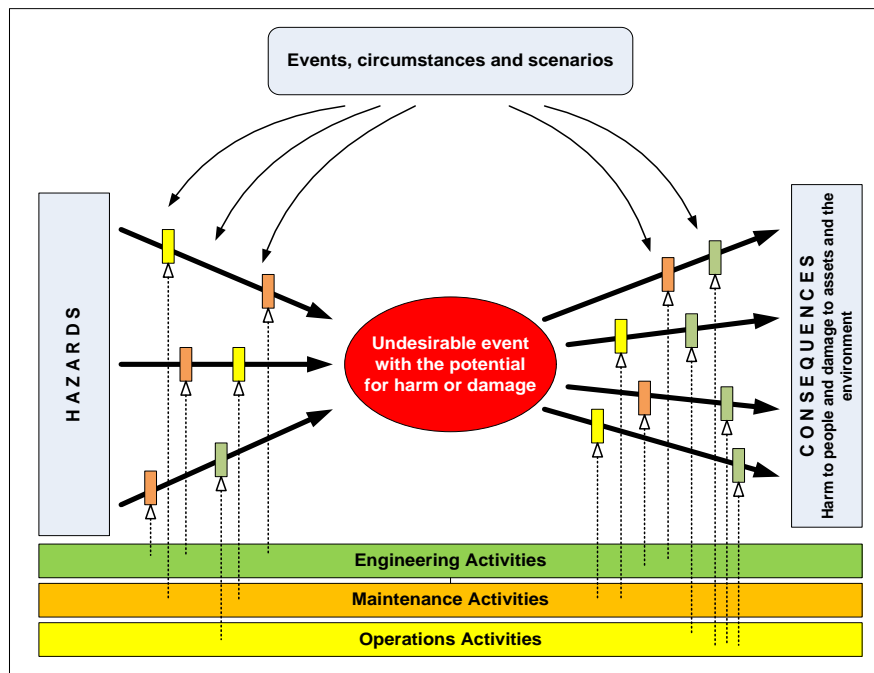 Events, circumstances and scenarios
HAZARDS
Undesirable event
with the potential
for harm or damage
CONSEQUENCES
Harm to people and damage to assets and the
environment
Engineering Activities
Maintenance Activities
Operations Activities